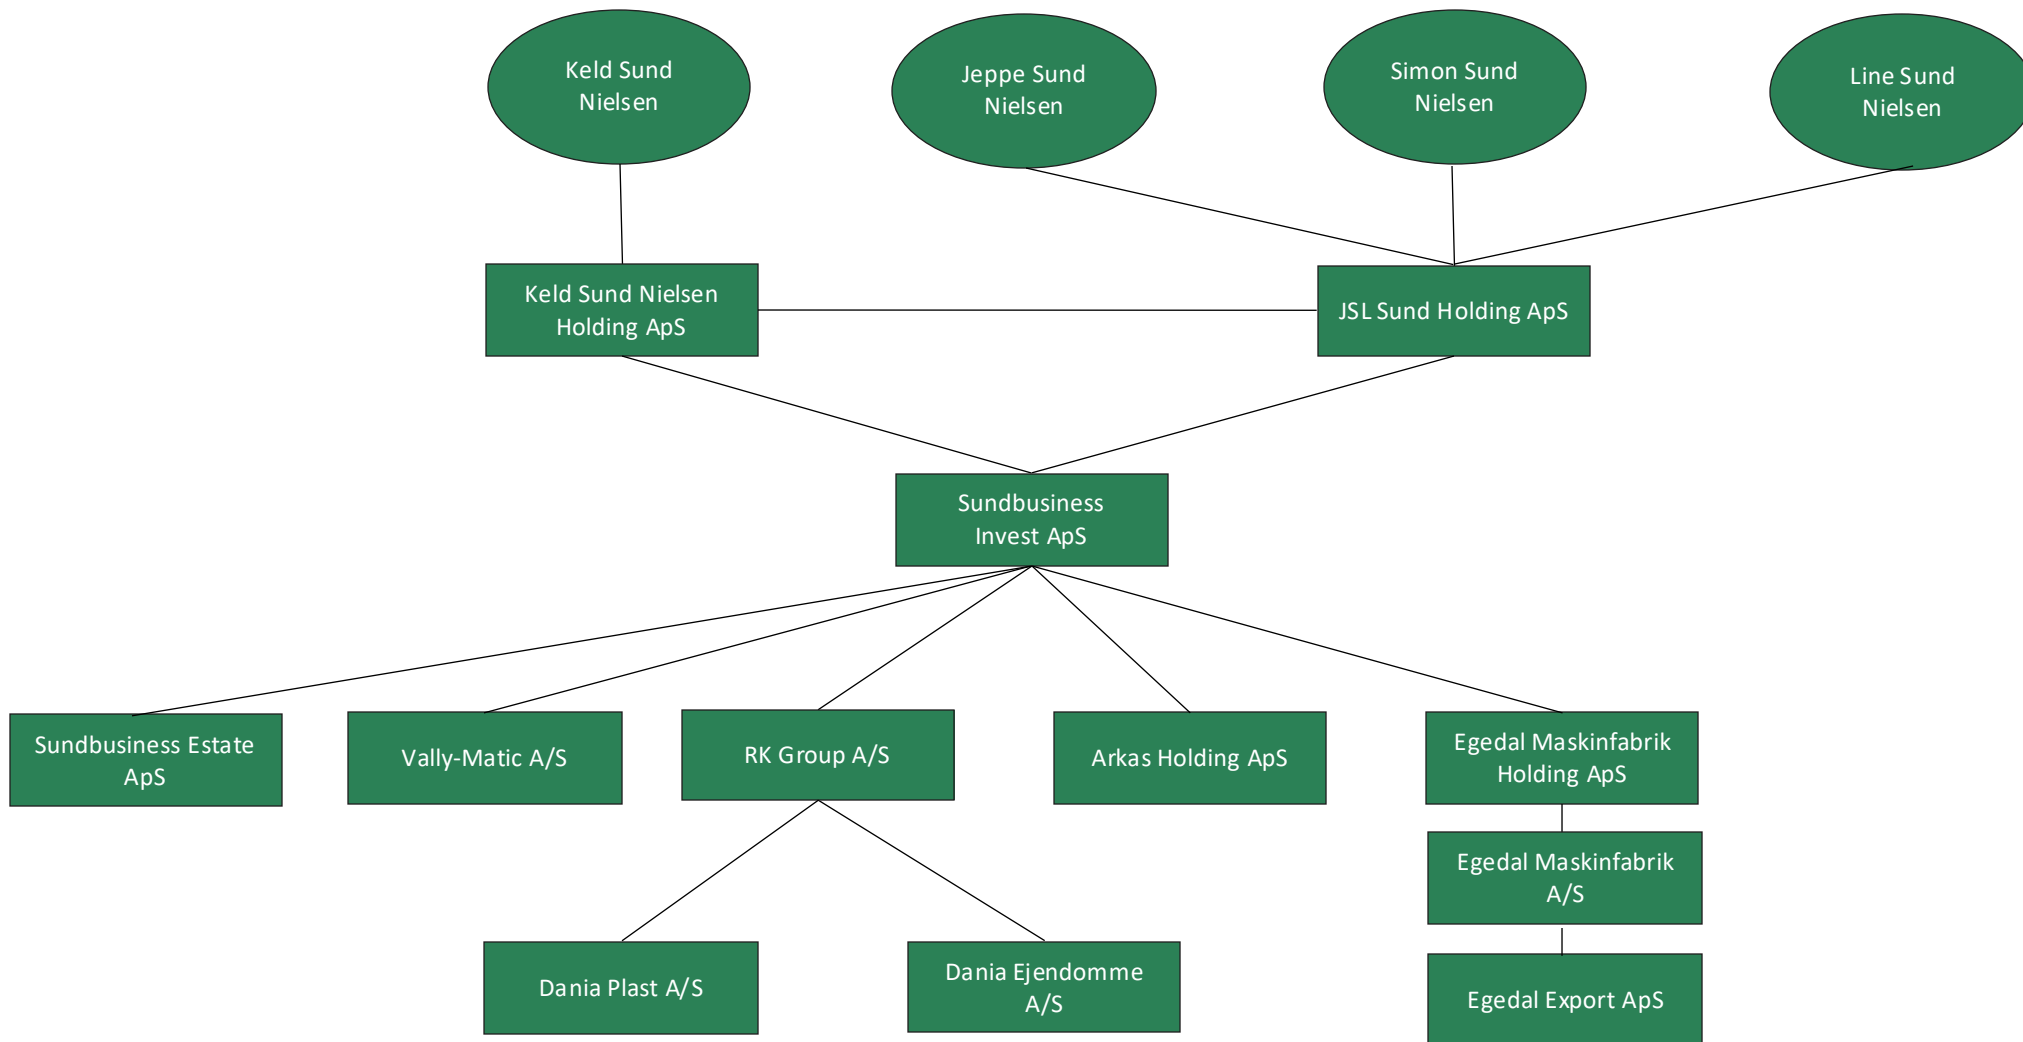 Keld Sund
Nielsen
Jeppe Sund
Nielsen
Simon Sund
Nielsen
Line Sund
Nielsen
Keld Sund Nielsen
Holding ApS
JSL Sund Holding ApS
Sundbusiness
Invest ApS
Sundbusiness Estate
ApS
Vally-Matic A/S
RK Group A/S
Arkas Holding ApS
Egedal Maskinfabrik
Holding ApS
Egedal Maskinfabrik
A/S
Dania Plast A/S
Dania Ejendomme
A/S
Egedal Export ApS